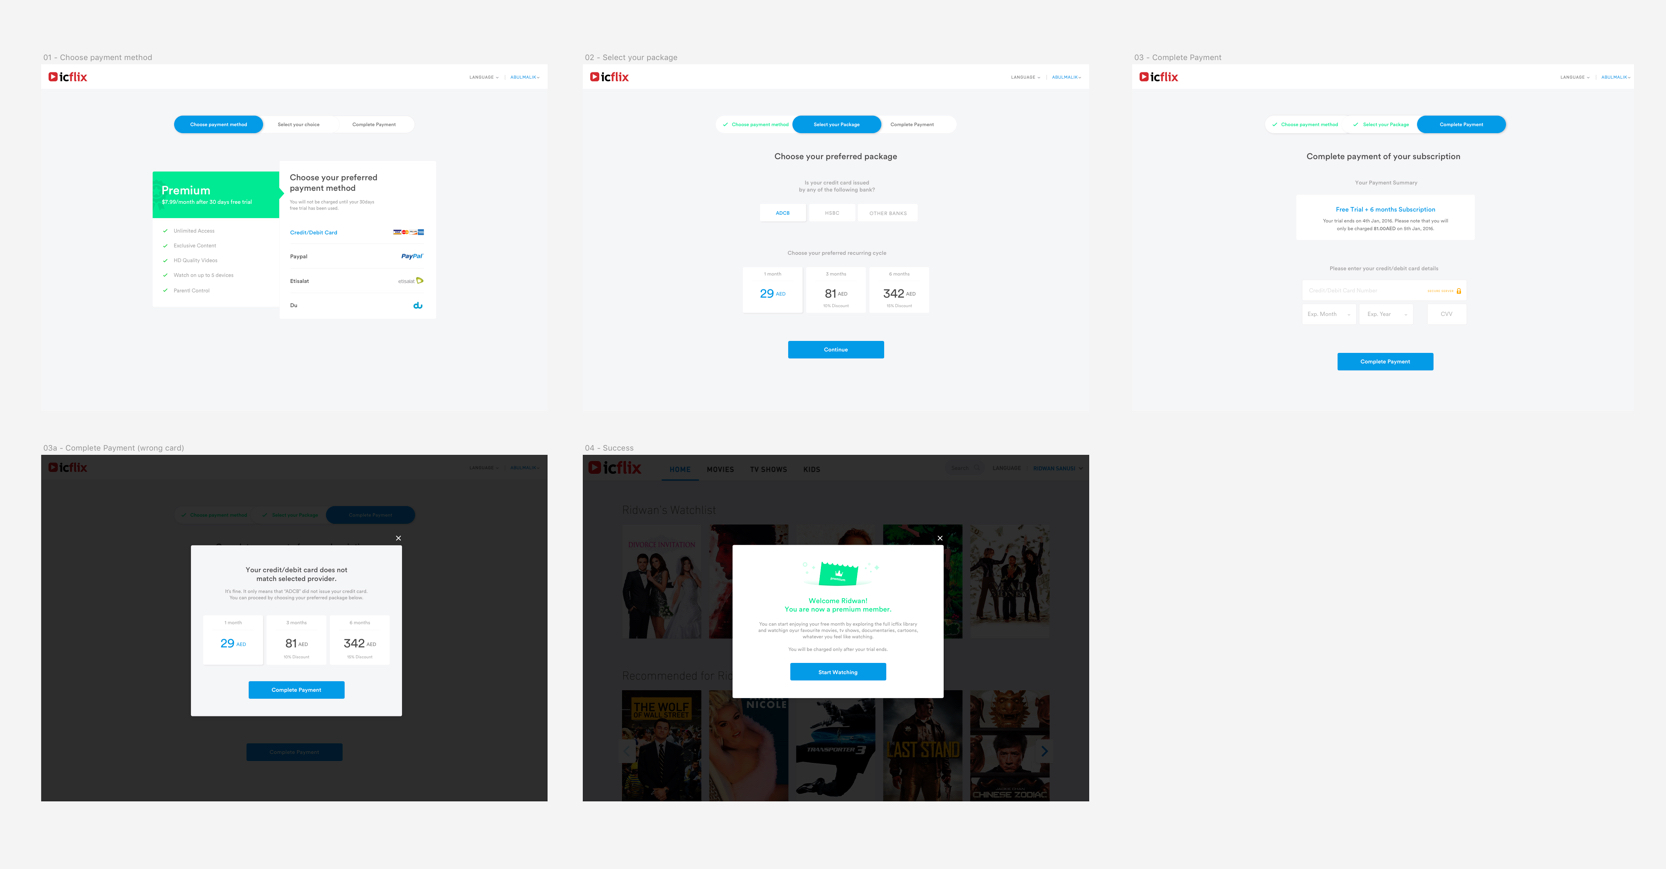 01 - Choose payment method
icflix
LANGUAGE
ABULMALIK
Choose payment method
Select your choice
Complete Payment
Premium
$7.99/month after 30 days free trial
Unlimited Access
Exclusive Content
HD Quality Videos
Watch on up to 5 devices
Parent Control
Choose your preferred
payment method
You will not be charged until your 30days
free trial has been used.
Credit/Debit Card
Paypal
PayPal
Etisalat
etisalat
Du
du
02 - Select your package
icflix
LANGUAGE
ABULMALIK
Choose payment method
Select your Package
Complete Payment
Choose your preferred package
Is your credit card issued
by any of the following bank?
ADCB
HSBC
OTHER BANKS
Choose your preferred recurring cycle
1 month
29 AED
3 months
81 AED
10% Discount
6 months
342 AED
15% Discount
Continue
03 - Complete Payment
icflix
LANGUAGE
ABULMALIK
Choose payment method
Select your Package
Complete Payment
Complete payment of your subscription
Your Payment Summary
Free Trial + 6 months Subscription
Your trial ends on 4th Jan, 2016. Please note that you will
only be charged $1.00AED on 5th Jan, 2016.
Please enter your credit/debit card details
Credit/Debit Card Number
Exp. Month
Exp. Year
CVV
Complete Payment
03a - Complete Payment (wrong card)
icflix
LANGUAGE
ABULMALIK
Choose payment method
Select your Package
Complete Payment
Your credit/debit card does not
match selected provider.
It's fine. It only means that "ADCB" did not issue your credit card.
You can proceed by choosing your preferred package below.
1 month
29 AED
3 months
81 AED
10% Discount
6 months
342 AED
15% Discount
Complete Payment
Complete Payment
04 - Success
icflix
HOME
MOVIES
TV SHOWS
KIDS
Search
LANGUAGE
RIDWAN SANUSI
Ridwan's Watchlist
DIVORCE INVITATION
Welcome Ridwan!
You are now a premium member.
You can start enjoying your free month by exploring the full icflix library
and watchign your favourite movies, tv shows, documenteries, cartoons,
whatever you feel like watching.
You will be charged only after your trial ends.
Start Watching
Recommended for Rid
THE WOLF
OF WALL STREET
NICOLE
TRANSPORTER 3
LAST STAND
CHINESE ZODIAC